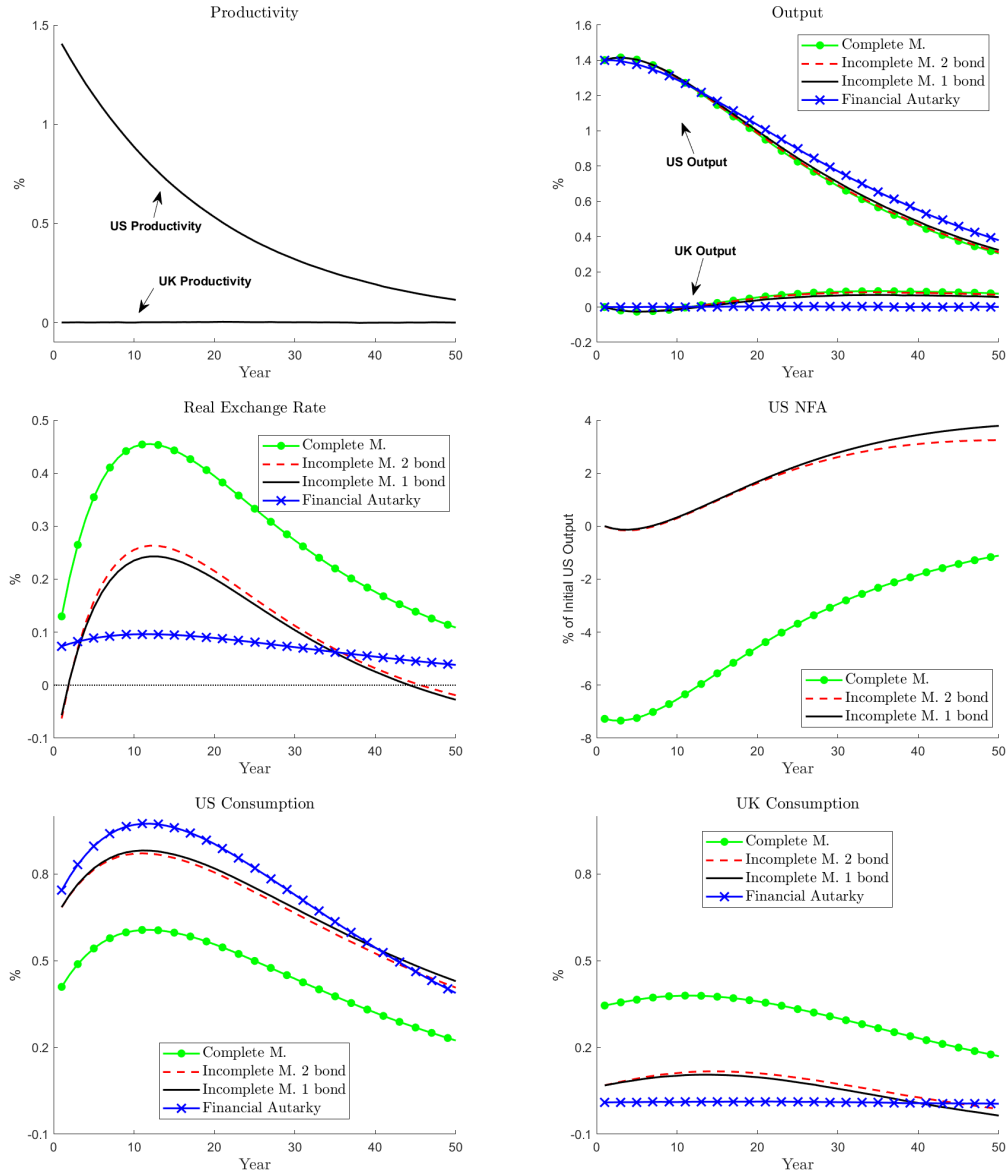 Productivity
1.5
1
0.5
0
%
US Productivity
UK Productivity
0 10 20 30 40 50
Year
Output
1.6
1.4
1.2
1
0.8
0.6
0.4
0.2
0
-0.2
%
Complete M.
Incomplete M. 2 bond
Incomplete M. 1 bond
Financial Autarky
US Output
UK Output
0 10 20 30 40 50
Year
Real Exchange Rate
0.5
0.4
0.3
0.2
0.1
0
-0.1
%
Complete M.
Incomplete M. 2 bond
Incomplete M. 1 bond
Financial Autarky
0 10 20 30 40 50
Year
US NFA
4
2
0
-2
-4
-6
-8
% of Initial US Output
Complete M.
Incomplete M. 2 bond
Incomplete M. 1 bond
0 10 20 30 40 50
Year
US Consumption
0.8
0.5
0.2
-0.1
%
Complete M.
Incomplete M. 2 bond
Incomplete M. 1 bond
Financial Autarky
0 10 20 30 40 50
Year
UK Consumption
0.8
0.5
0.2
-0.1
%
Complete M.
Incomplete M. 2 bond
Incomplete M. 1 bond
Financial Autarky
0 10 20 30 40 50
Year